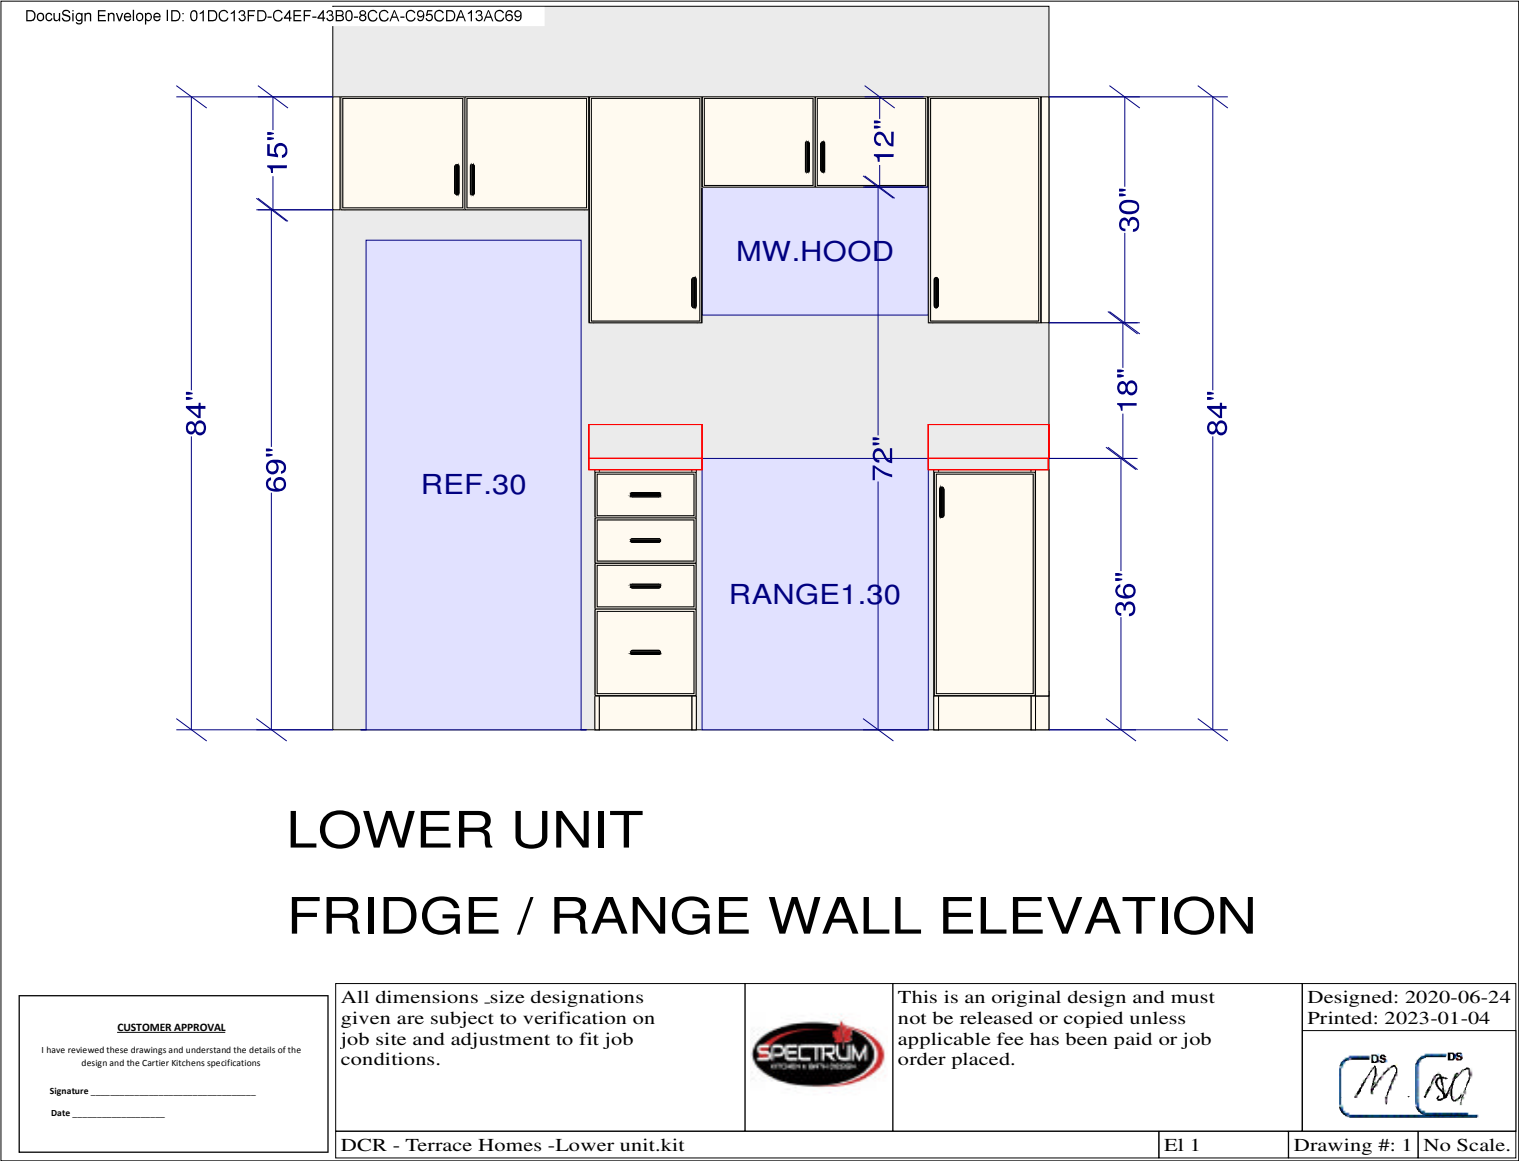 DocuSign Envelope ID: 01DC13FD-C4EF-43B0-8CCA-C95CDA13AC69
15"
12"
30"
MW.HOOD
84"
69"
18"
84"
72"
REF.30
RANGE1.30
36"
LOWER UNIT
FRIDGE / RANGE WALL ELEVATION
CUSTOMER APPROVAL
I have reviewed these drawings and understand the details of the
design and the Cartier Kitchens specifications
Signature
Date
All dimensions _size designations
given are subject to verification on
job site and adjustment to fit job
conditions.
SPECTRUM
KITCHEN & BATH DESIGN
This is an original design and must
not be released or copied unless
applicable fee has been paid or job
order placed.
Designed: 2020-06-24
Printed: 2023-01-04
DS
DS
DCR - Terrace Homes -Lower unit.kit
El 1
Drawing #: 1
No Scale.